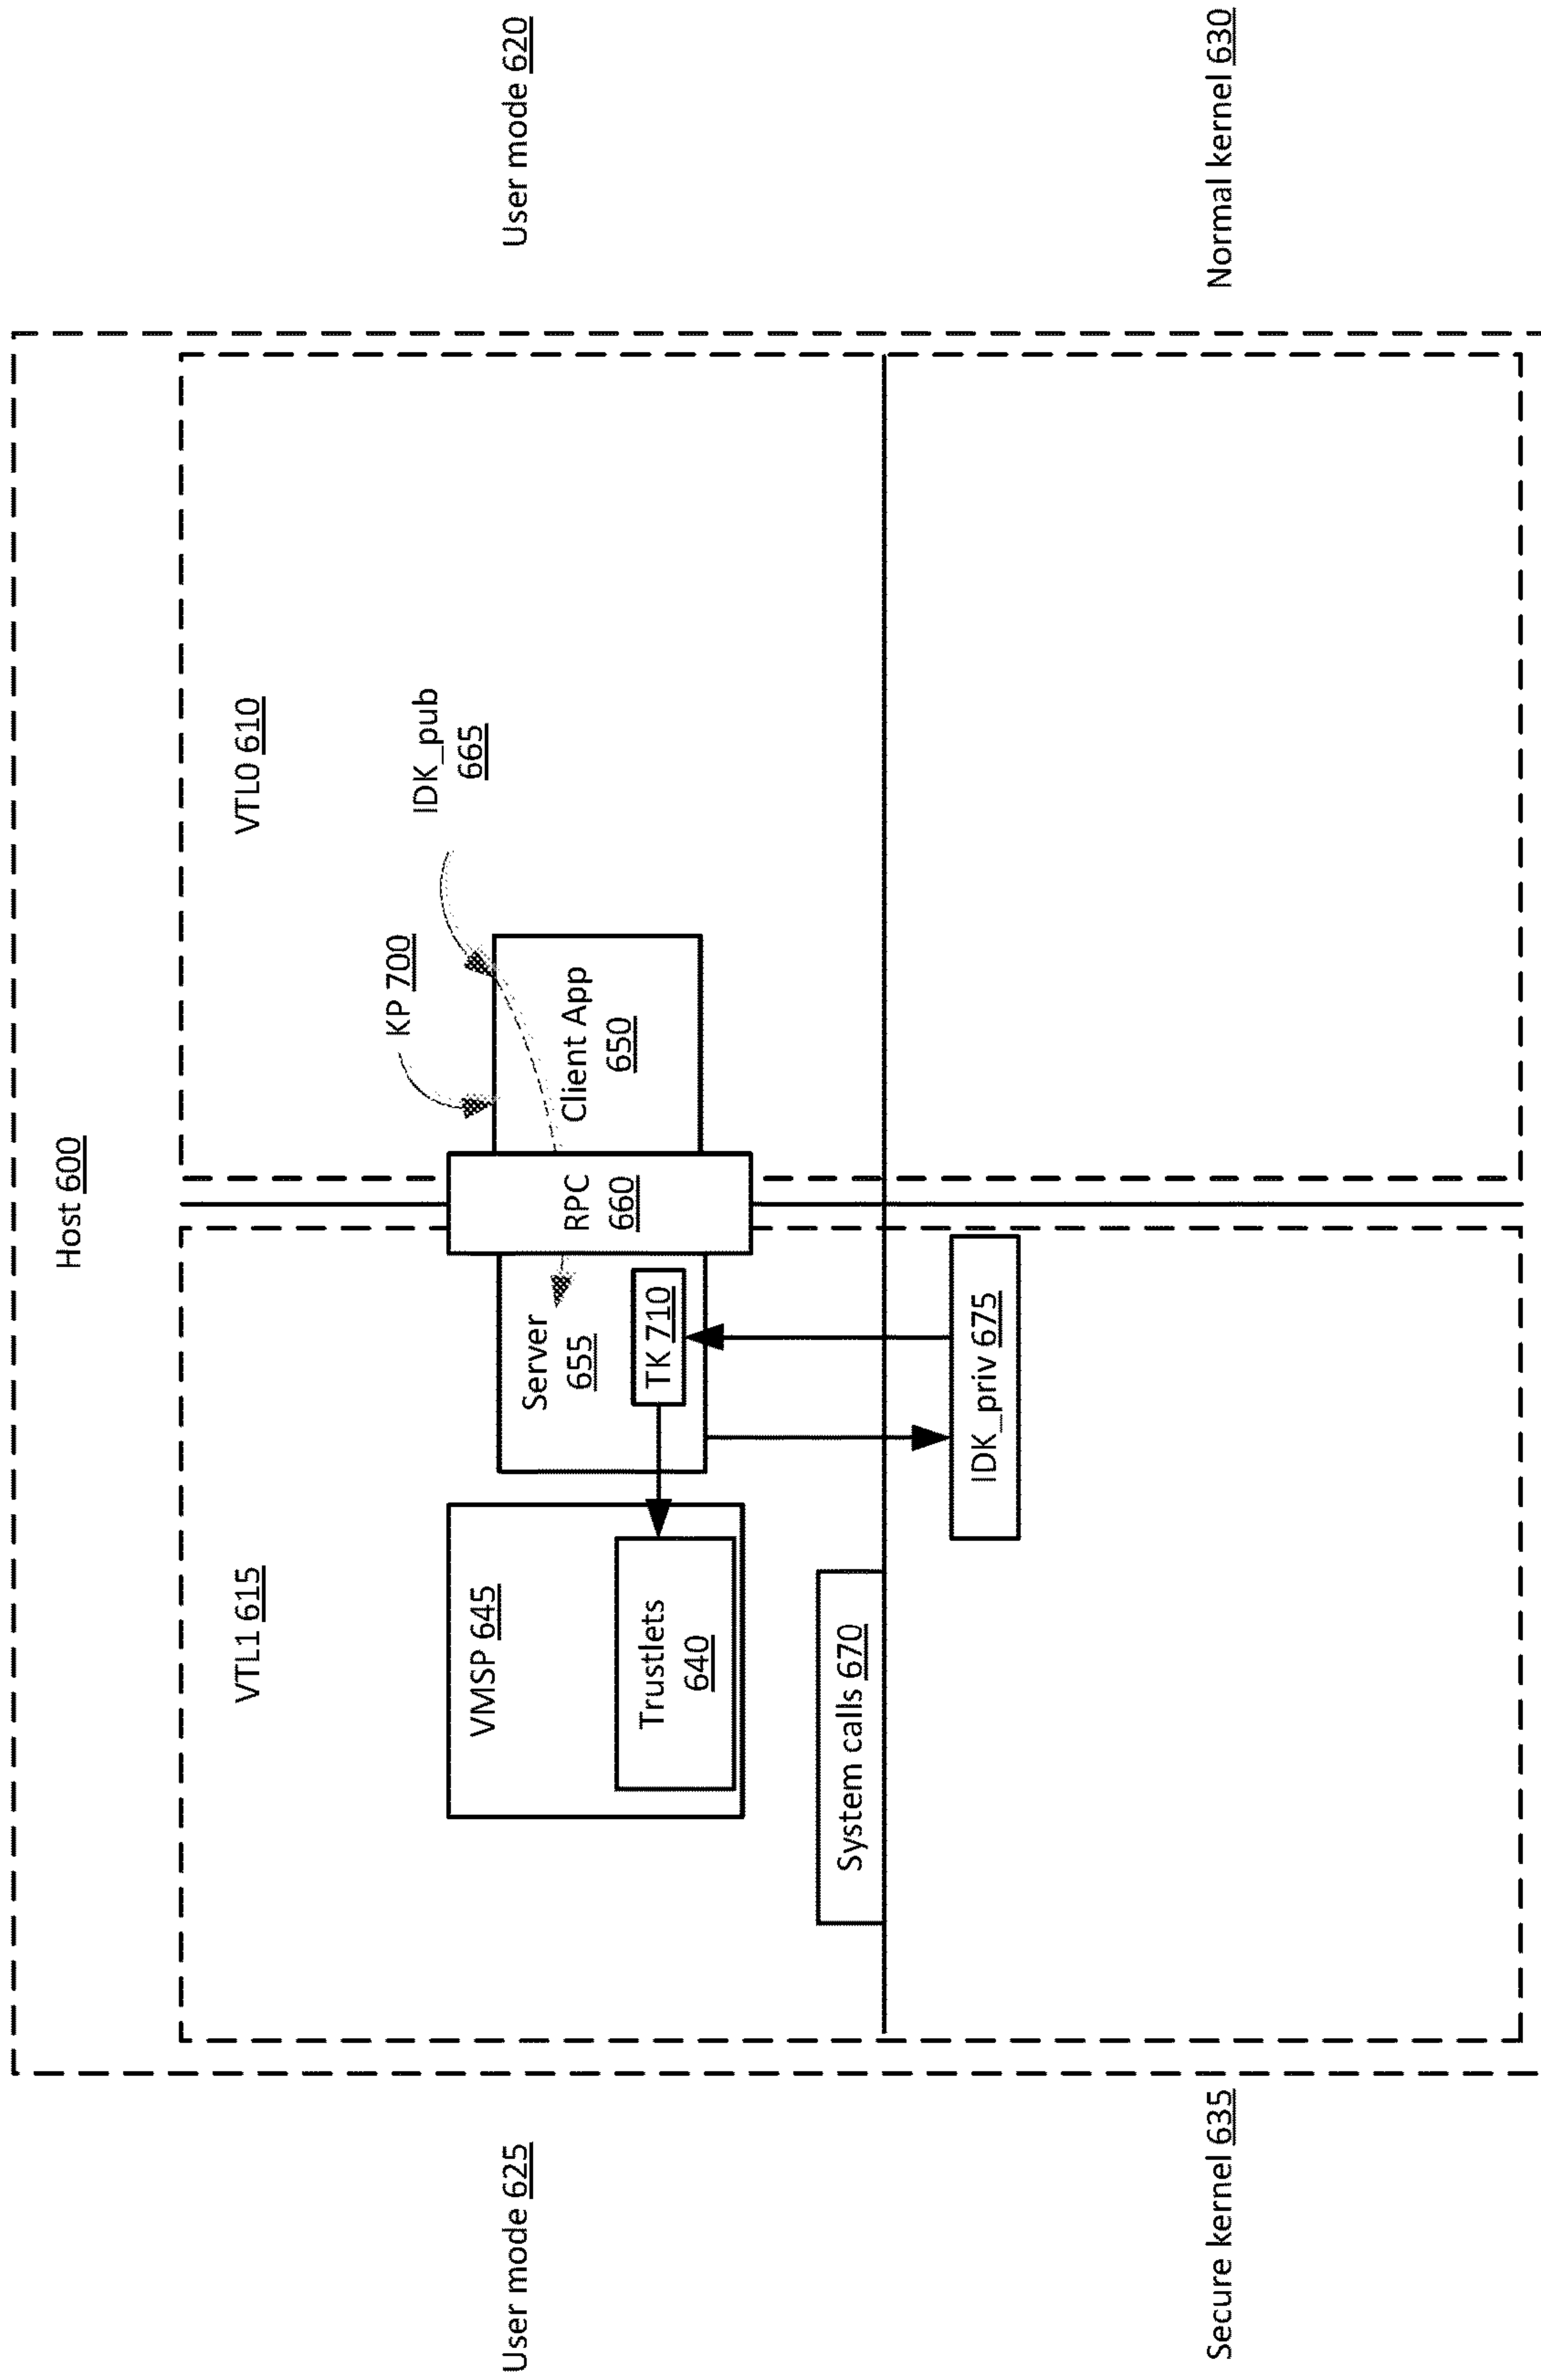 Host 600
VTL1 615
VTL0 610
User mode 625
User mode 620
VMSP 645
Trustlets
640
Server
655
TK 710
RPC
660
KP 700
IDK_pub
665
Client App
650
System calls 670
IDK_priv 675
Secure kernel 635
Normal kernel 630